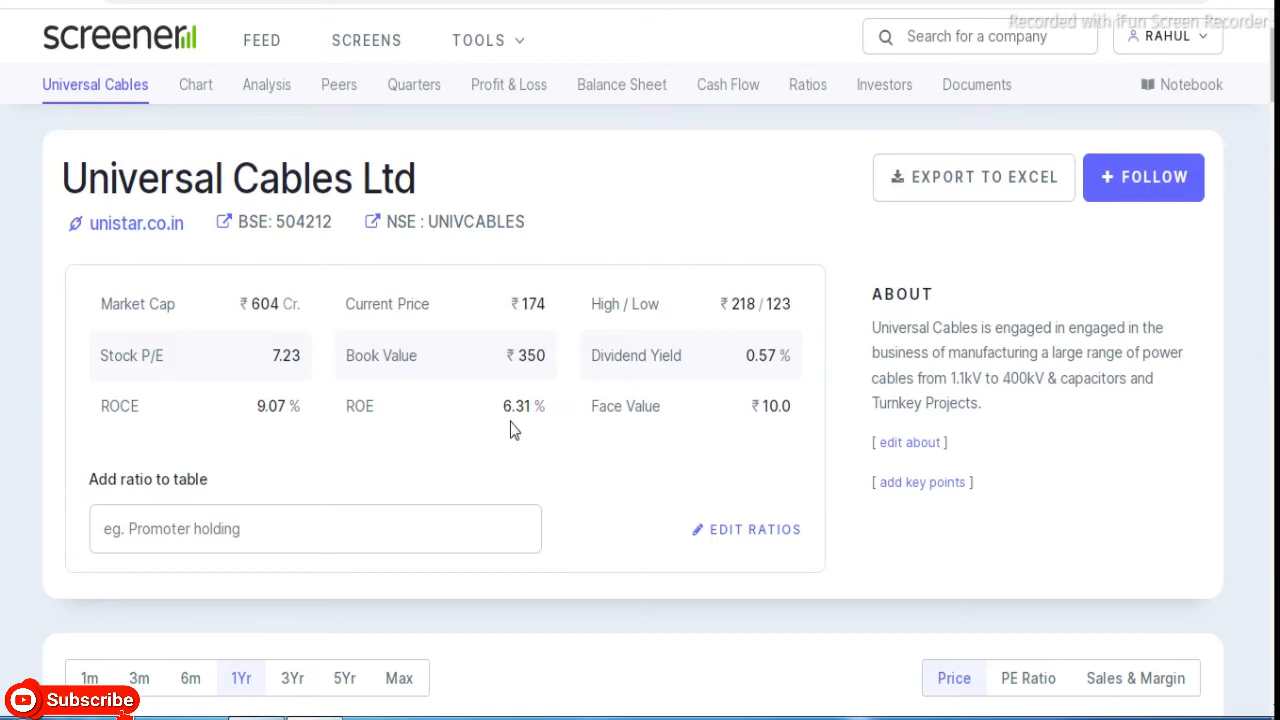 Recorded with iFun Screen Recorder
screener
FEED
SCREENS
TOOLS
Search for a company
RAHUL
Universal Cables
Chart
Analysis
Peers
Quarters
Profit & Loss
Balance Sheet
Cash Flow
Ratios
Investors
Documents
Notebook
Universal Cables Ltd
EXPORT TO EXCEL
+ FOLLOW
unistar.co.in
BSE: 504212
NSE : UNIVCABLES
Market Cap ₹ 604 Cr.
Current Price ₹ 174
High / Low ₹ 218 / 123
Stock P/E 7.23
Book Value ₹ 350
Dividend Yield 0.57 %
ROCE 9.07 %
ROE 6.31 %
Face Value ₹ 10.0
Add ratio to table
eg. Promoter holding
EDIT RATIOS
ABOUT
Universal Cables is engaged in engaged in the
business of manufacturing a large range of power
cables from 1.1kV to 400kV & capacitors and
Turnkey Projects.
[ edit about ]
[ add key points ]
1m 3m 6m 1Yr 3Yr 5Yr Max
Price PE Ratio Sales & Margin
Subscribe